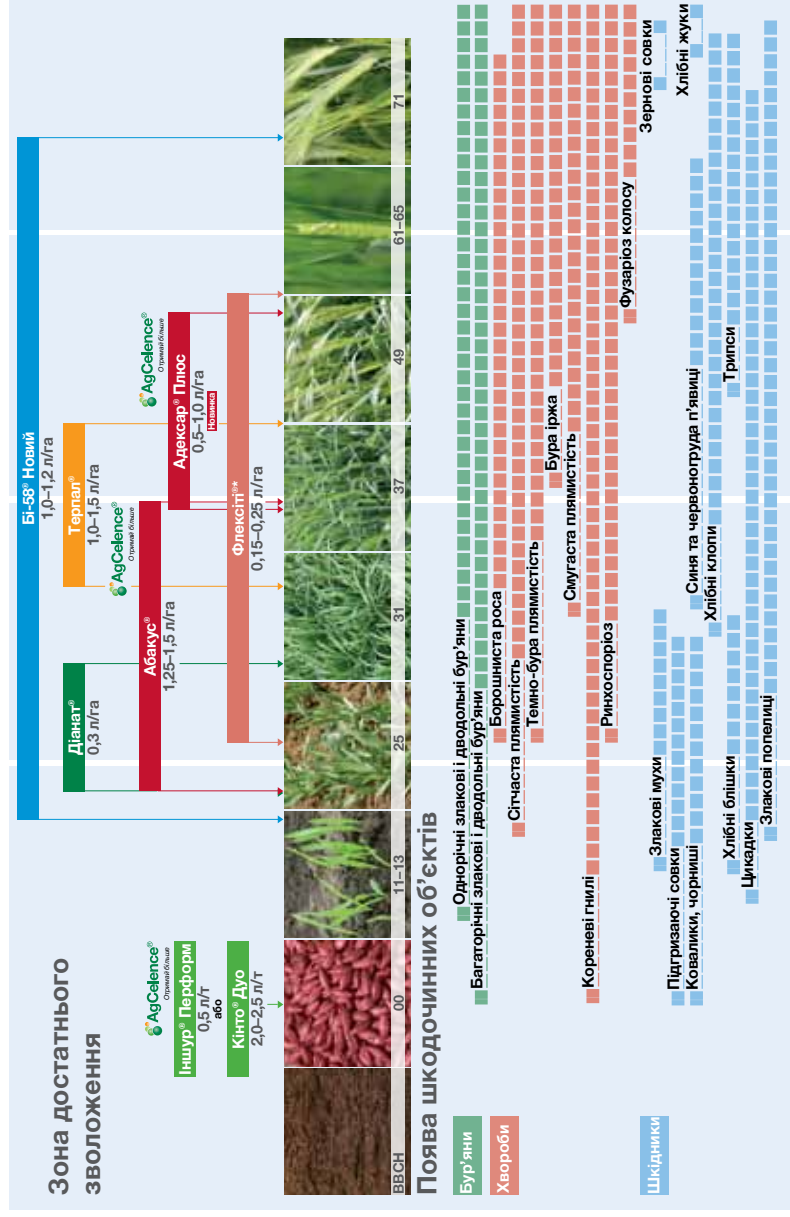 Зона достатнього
зволоження
Бі-58® Новий
1,0–1,2 л/га
Діанат®
0,3 л/га
Терпал®
1,0–1,5 л/га
AgCelence®
Отримай більше
Іншур® Перформ
0,5 л/т
або
Кінто® Дуо
2,0–2,5 л/т
AgCelence®
Отримай більше
Абакус®
1,25–1,5 л/га
AgCelence®
Отримай більше
Адексар® Плюс
0,5–1,0 л/га
Новинка
Флексіті®*
0,15–0,25 л/га
BBCH
00
11–13
25
31
37
49
61–65
71
Поява шкодочинних об’єктів
Бур’яни
Однорічні злакові і дводольні бур’яни
Багаторічні злакові і дводольні бур’яни
Хвороби
Борошниста роса
Сітчаста плямистість
Темно-бура плямистість
Бура іржа
Смугаста плямистість
Кореневі гнилі
Ринхоспоріоз
Фузаріоз колосу
Шкідники
Зернові совки
Злакові мухи
Підгризаючі совки
Хлібні жуки
Ковалики, чорниші
Синя та червоногруда п’явиці
Хлібні клопи
Хлібні блішки
Трипси
Цикадки
Злакові попелиці